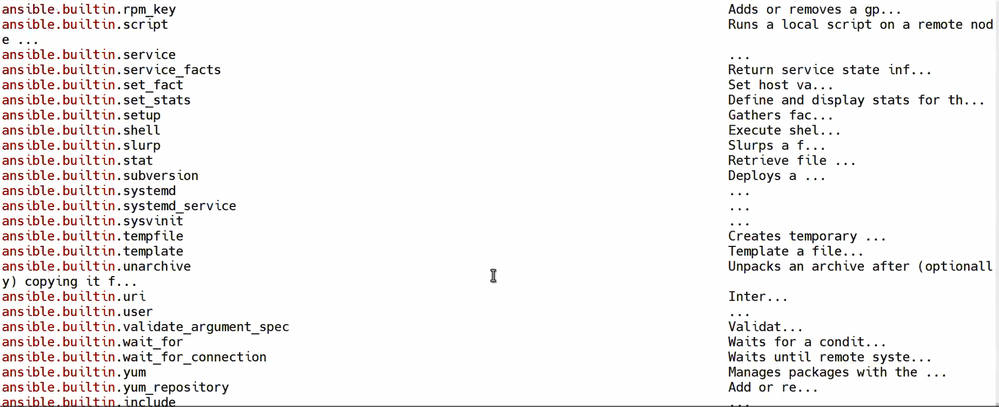 ansible.builtin.rpm_key Adds or removes a gp...
ansible.builtin.script Runs a local script on a remote nod
e ...
ansible.builtin.service ...
ansible.builtin.service_facts Return service state inf...
ansible.builtin.set_fact Set host va...
ansible.builtin.set_stats Define and display stats for th...
ansible.builtin.setup Gathers fac...
ansible.builtin.shell Execute shel...
ansible.builtin.slurp Slurps a f...
ansible.builtin.stat Retrieve file ...
ansible.builtin.subversion Deploys a ...
ansible.builtin.systemd ...
ansible.builtin.systemd_service ...
ansible.builtin.sysvinit ...
ansible.builtin.tempfile Creates temporary ...
ansible.builtin.template Template a file...
ansible.builtin.unarchive Unpacks an archive after (optionall
y) copying it f...
ansible.builtin.uri Inter...
ansible.builtin.user ...
ansible.builtin.validate_argument_spec Validat...
ansible.builtin.wait_for Waits for a condit...
ansible.builtin.wait_for_connection Waits until remote syste...
ansible.builtin.yum Manages packages with the ...
ansible.builtin.yum_repository Add or re...
ansible.builtin.include ...